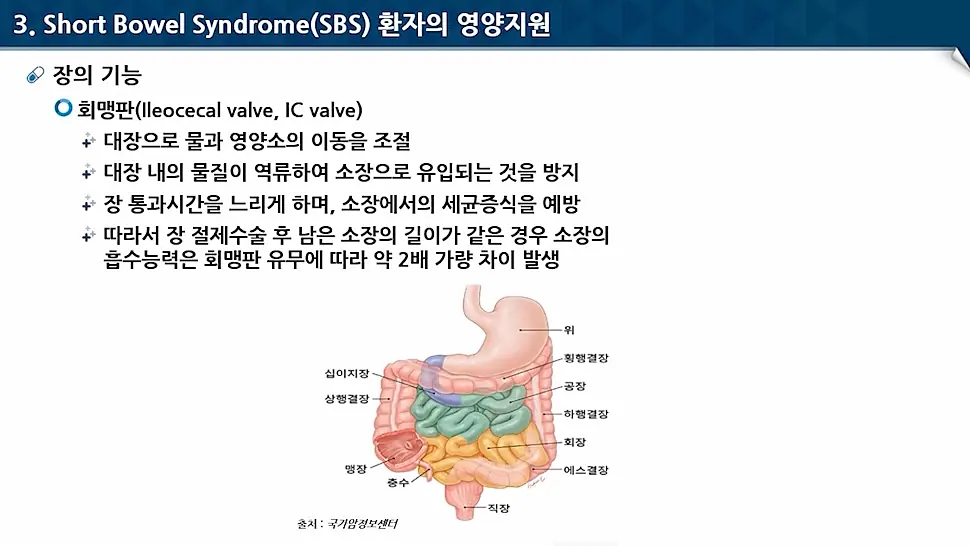 3. Short Bowel Syndrome(SBS) 환자의 영양지원
장의 기능
회맹판(Ileocecal valve, IC valve)
대장으로 물과 영양소의 이동을 조절
대장 내의 물질이 역류하여 소장으로 유입되는 것을 방지
장 통과시간을 느리게 하며, 소장에서의 세균증식을 예방
따라서 장 절제수술 후 남은 소장의 길이가 같은 경우 소장의
흡수능력은 회맹판 유무에 따라 약 2배 가량 차이 발생
위
횡행결장
십이지장
공장
상행결장
하행결장
회장
맹장
에스결장
충수
직장
출처 : 국가암정보센터